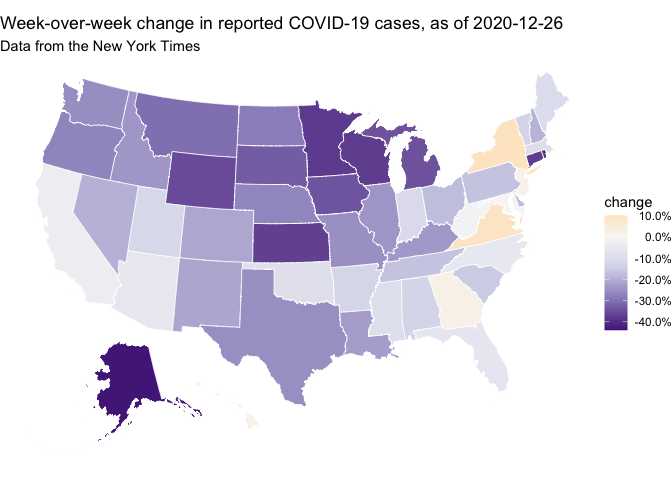 Week-over-week change in reported COVID-19 cases, as of 2020-12-26
Data from the New York Times
change
10.0%
0.0%
-10.0%
-20.0%
-30.0%
-40.0%